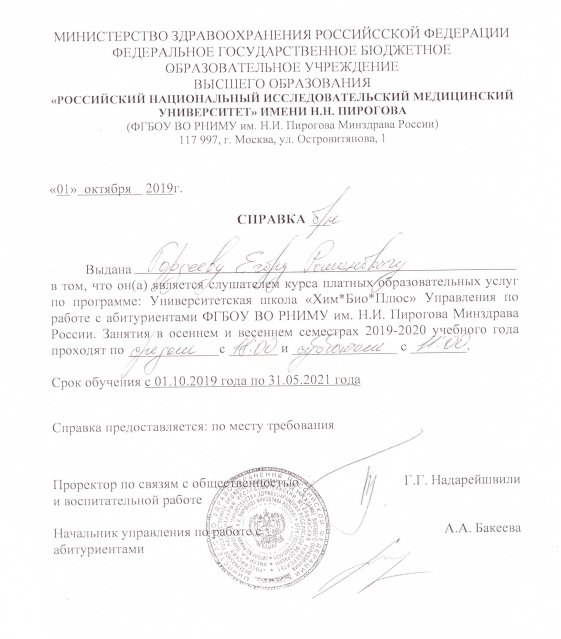 МИНИСТЕРСТВО ЗДРАВООХРАНЕНИЯ РОССИЙССКОЙ ФЕДЕРАЦИИ
ФЕДЕРАЛЬНОЕ ГОСУДАРСТВЕННОЕ БЮДЖЕТНОЕ
ОБРАЗОВАТЕЛЬНОЕ УЧРЕЖДЕНИЕ
ВЫСШЕГО ОБРАЗОВАНИЯ
«РОССИЙСКИЙ НАЦИОНАЛЬНЫЙ ИССЛЕДОВАТЕЛЬСКИЙ МЕДИЦИНСКИЙ
УНИВЕРСИТЕТ» ИМЕНИ Н.Н. ПИРОГОВА
(ФГБОУ ВО РНИМУ им. Н.И. Пирогова Минздрава России)
117 997, г. Москва, ул. Островитянова, 1
«01» октября 2019г.
СПРАВКА б/н
Выдана Гордееву Егору Романовичу
в том, что он(а) является слушателем курса платных образовательных услуг
по программе: Университетская школа «Хим*Био*Плюс» Управления по
работе с абитуриентами ФГБОУ ВО РНИМУ им. Н.И. Пирогова Минздрава
России. Занятия в осеннем и весеннем семестрах 2019-2020 учебного года
проходят по средам с 18:00 и субботам с 11:00.
Срок обучения с 01.10.2019 года по 31.05.2021 года
Справка предоставляется: по месту требования
Проректор по связям с общественностью Г.Г. Надарейшвили
и воспитательной работе
Начальник управления по работе с А.А. Бакеева
абитуриентами